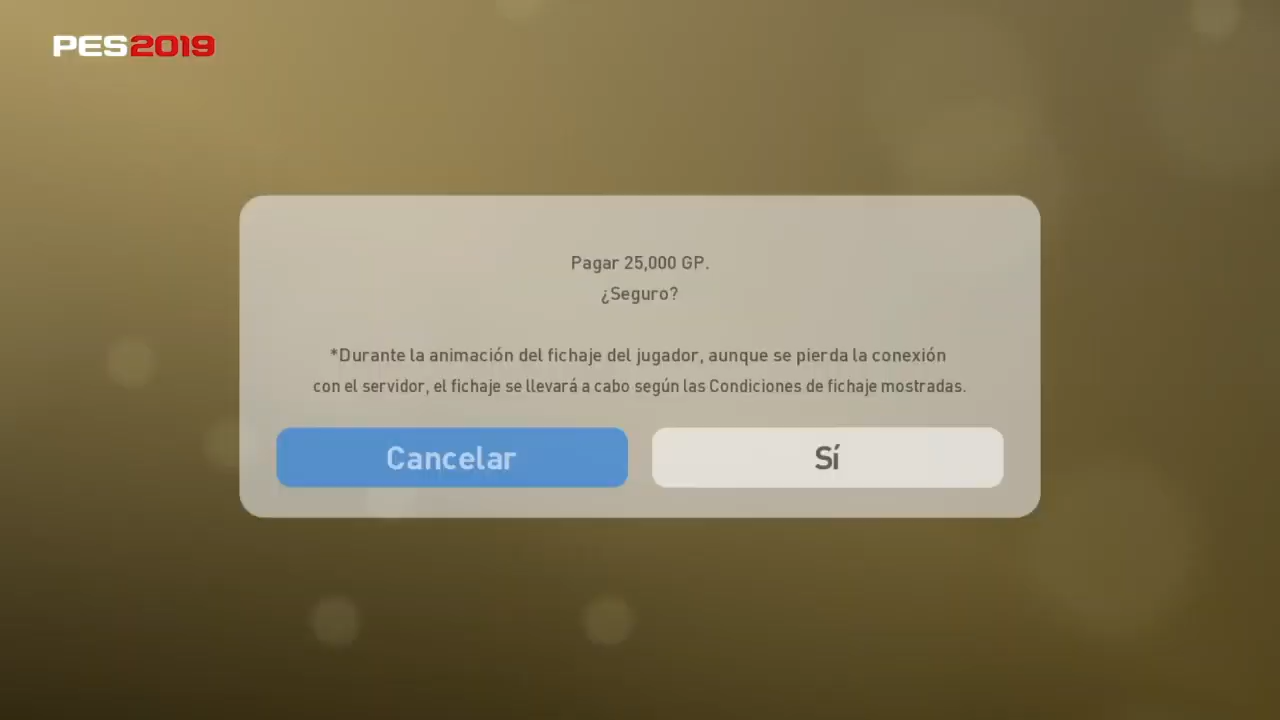 PES2019
Pagar 25,000 GP.
¿Seguro?
*Durante la animación del fichaje del jugador, aunque se pierda la conexión
con el servidor, el fichaje se llevará a cabo según las Condiciones de fichaje mostradas.
Cancelar
Sí